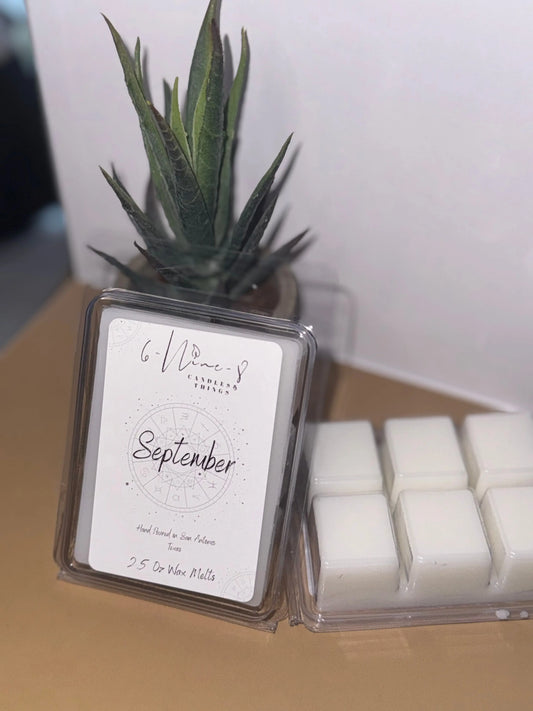 6-Nine-8
CANDLES &
THINGS
September
Hand Poured in San Antonio
Texas
2.5 Oz Wax Melts